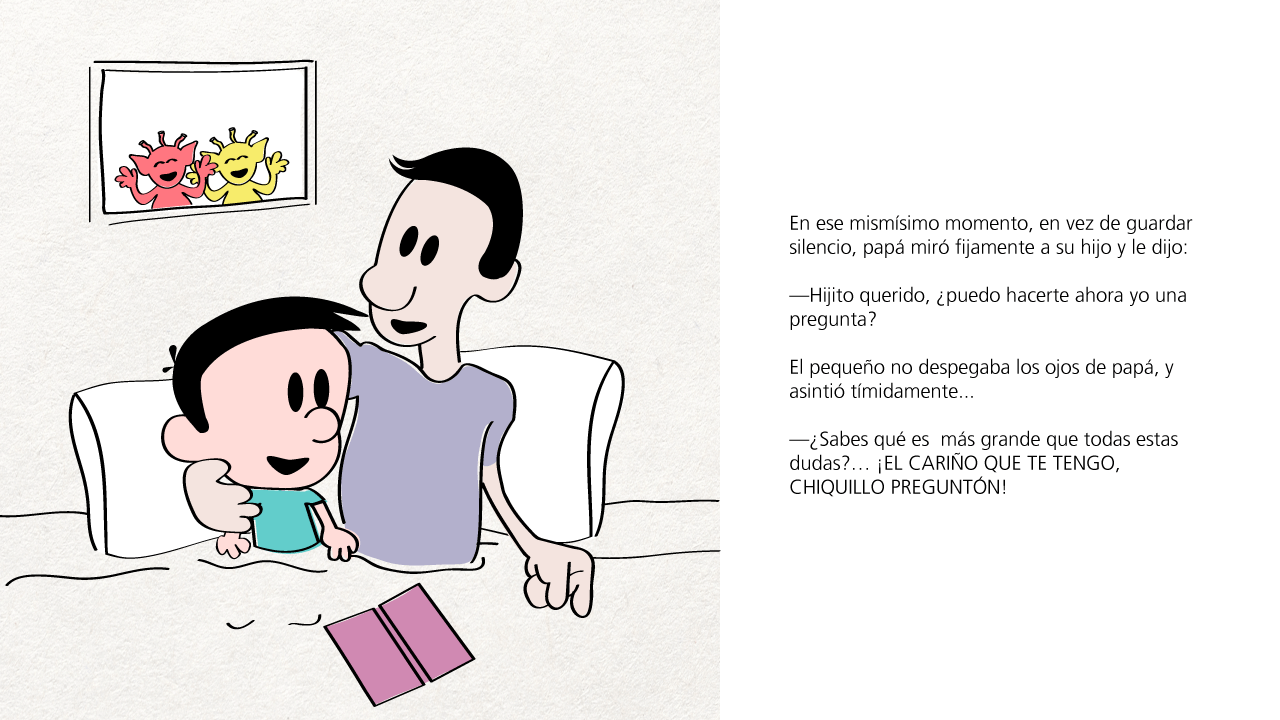 En ese mismísimo momento, en vez de guardar
silencio, papá miró fijamente a su hijo y le dijo:
—Hijito querido, ¿puedo hacerte ahora yo una
pregunta?
El pequeño no despegaba los ojos de papá, y
asintió tímidamente...
—¿Sabes qué es  más grande que todas estas
dudas?… ¡EL CARIÑO QUE TE TENGO,
CHIQUILLO PREGUNTÓN!